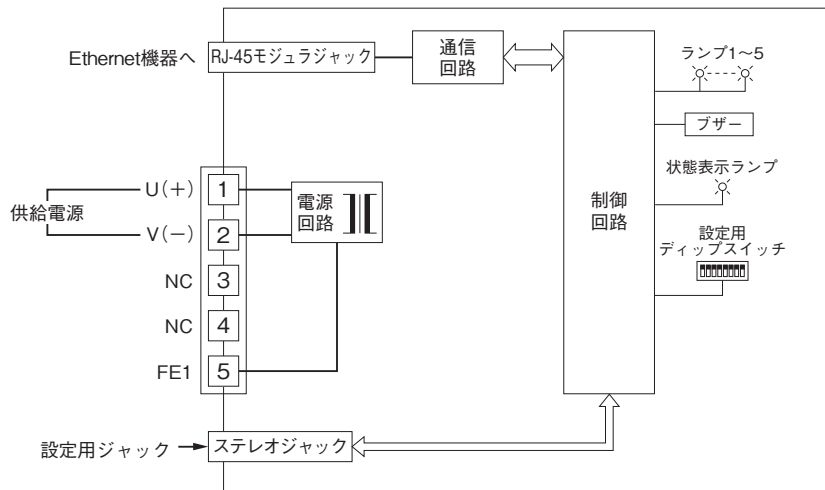 Ethernet機器へ
RJ-45モジュラジャック
通信
回路
ランプ1～5
ブザー
状態表示ランプ
設定用
ディップスイッチ
制御
回路
供給電源
U(＋)
1
V(－)
2
NC
3
NC
4
FE1
5
電源
回路
設定用ジャック
ステレオジャック